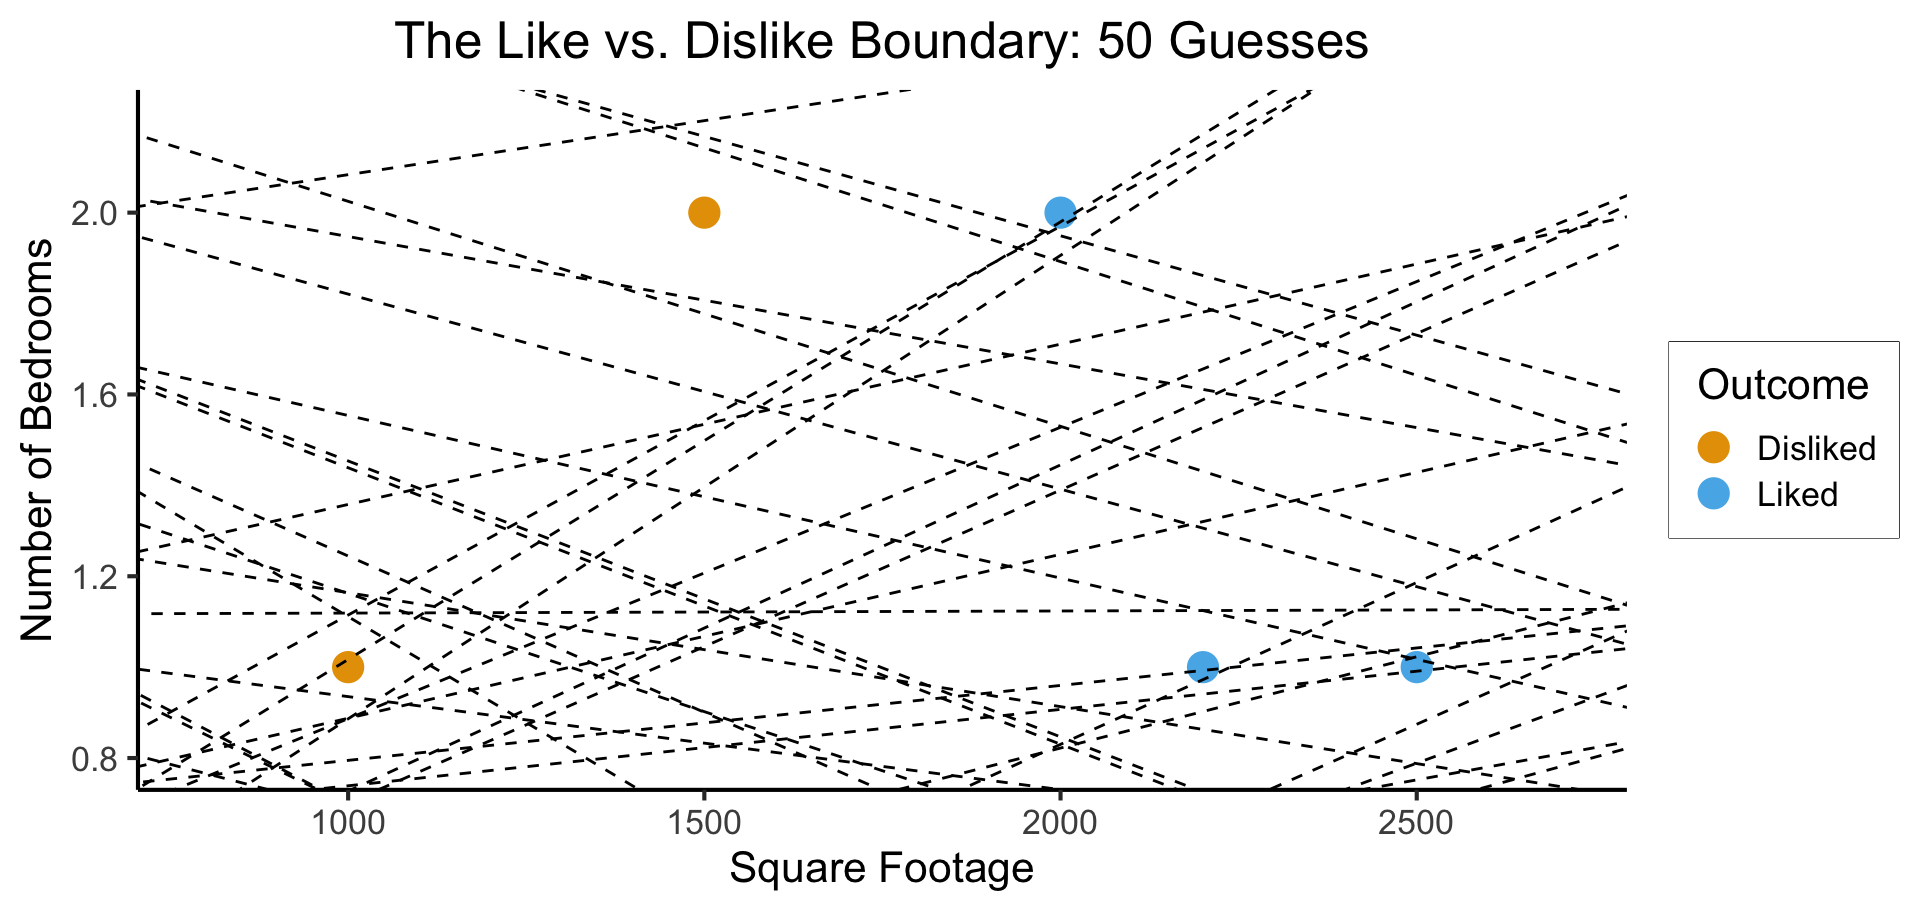 The Like vs. Dislike Boundary: 50 Guesses
Number of Bedrooms
2.0
1.6
1.2
0.8
1000 1500 2000 2500
Square Footage
Outcome
Disliked
Liked